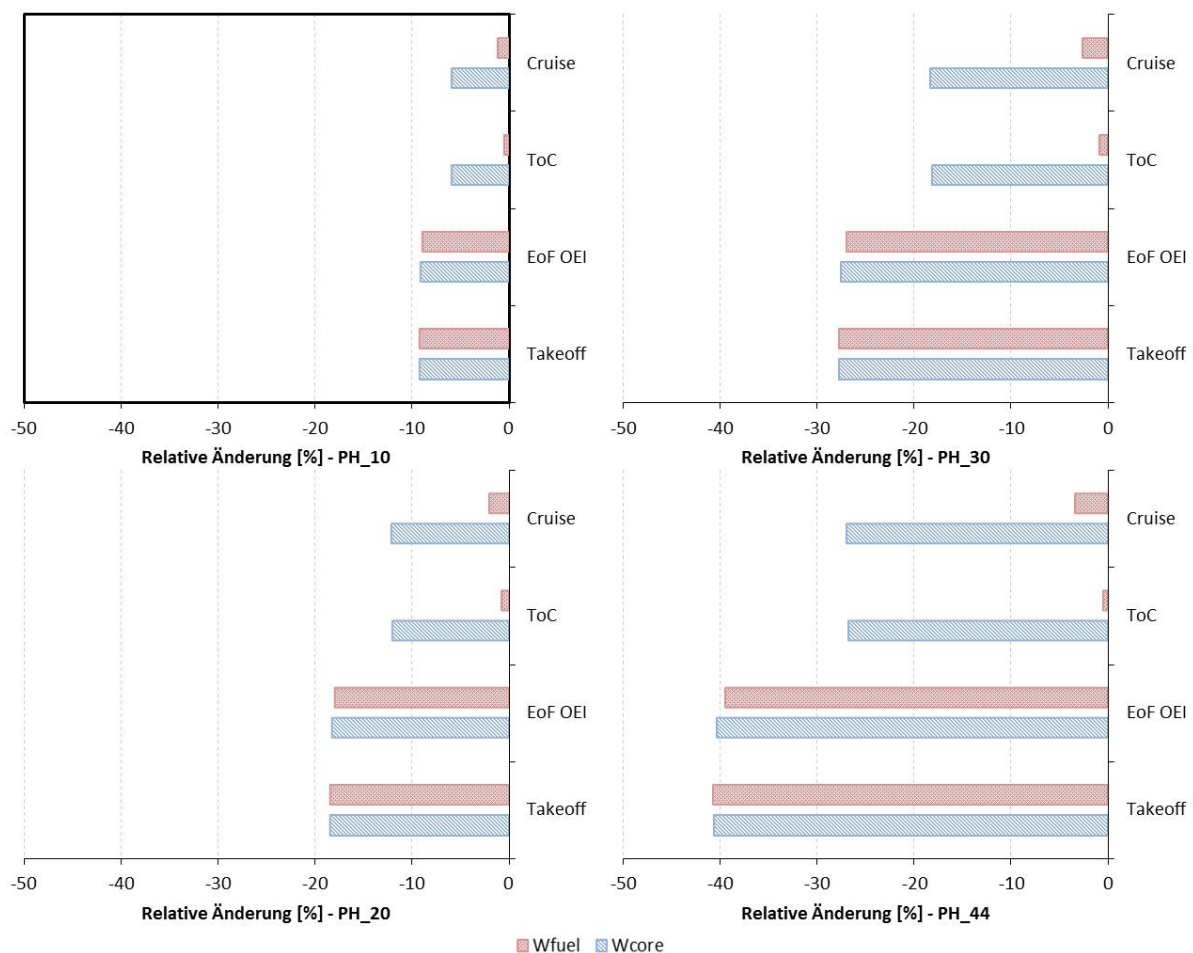 Cruise
ToC
EoF OEI
Takeoff
-50 -40 -30 -20 -10 0
Relative Änderung [%] - PH_10
Cruise
ToC
EoF OEI
Takeoff
-50 -40 -30 -20 -10 0
Relative Änderung [%] - PH_30
Cruise
ToC
EoF OEI
Takeoff
-50 -40 -30 -20 -10 0
Relative Änderung [%] - PH_20
Cruise
ToC
EoF OEI
Takeoff
-50 -40 -30 -20 -10 0
Relative Änderung [%] - PH_44
Wfuel Wcore